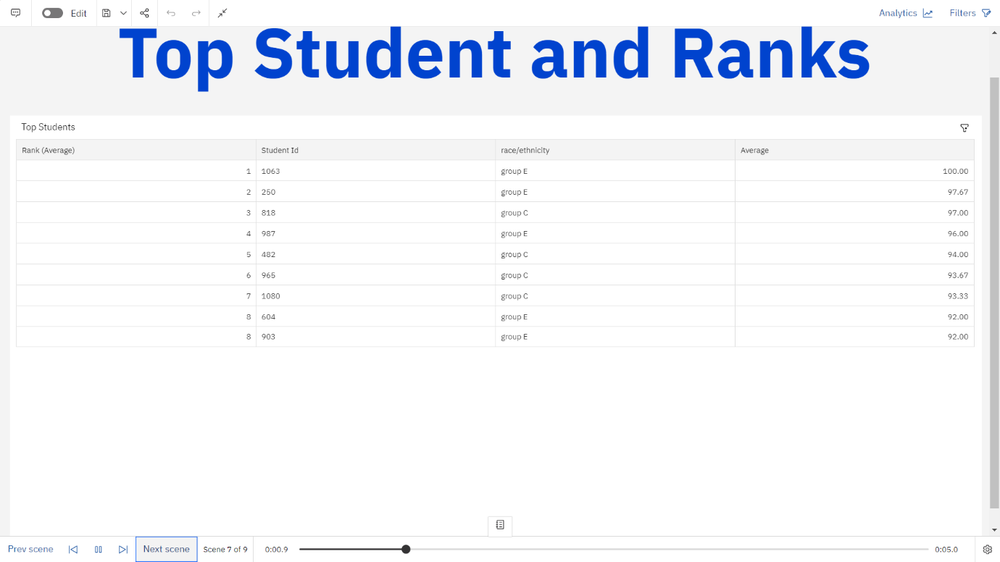 Edit
Analytics
Filters
Top Student and Ranks
Top Students
Rank (Average) Student Id race/ethnicity Average
1 1063 group E 100.00
2 250 group E 97.67
3 818 group C 97.00
4 987 group E 96.00
5 482 group C 94.00
6 965 group C 93.67
7 1080 group C 93.33
8 604 group E 92.00
8 903 group E 92.00
Prev scene Next scene Scene 7 of 9 0:00.9 0:05.0